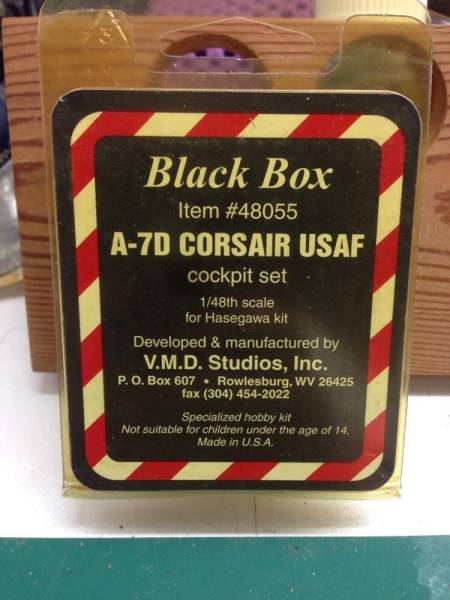 Black Box
Item #48055
A-7D CORSAIR USAF
cockpit set
1/48th scale
for Hasegawa kit
Developed & manufactured by
V.M.D. Studios, Inc.
P. O. Box 607 • Rowlesburg, WV 26425
fax (304) 454-2022
Specialized hobby kit
Not suitable for children under the age of 14.
Made in U.S.A.